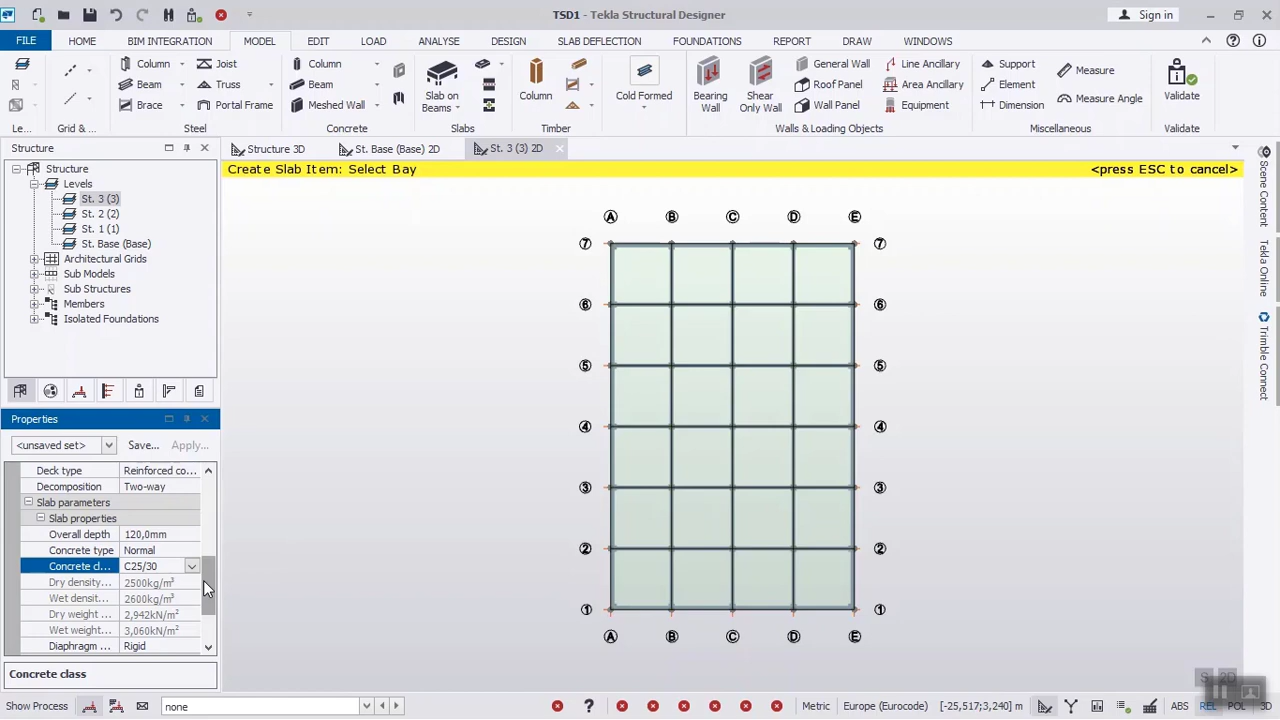 TSD1 - Tekla Structural Designer
Sign in
FILE HOME BIM INTEGRATION MODEL EDIT LOAD ANALYSE DESIGN SLAB DEFLECTION FOUNDATIONS REPORT DRAW WINDOWS
Column Joist Column General Wall Line Ancillary Support Measure
Beam Truss Beam Roof Panel Area Ancillary Element Measure Angle
Brace Portal Frame Meshed Wall Wall Panel Equipment Dimension
Slab on Beams
Column
Cold Formed
Bearing Wall
Shear Only Wall
Validate
Le... Grid & ... Steel Concrete Slabs Timber Walls & Loading Objects Miscellaneous Validate
Structure
Structure 3D St. Base (Base) 2D St. 3 (3) 2D
Create Slab Item: Select Bay <press ESC to cancel>
Structure
Levels
St. 3 (3)
St. 2 (2)
St. 1 (1)
St. Base (Base)
Architectural Grids
Sub Models
Sub Structures
Members
Isolated Foundations
Properties
<unsaved set> Save... Apply...
Deck type Reinforced co...
Decomposition Two-way
Slab parameters
Slab properties
Overall depth 120,0mm
Concrete type Normal
Concrete cl... C25/30
Dry density... 2500kg/m³
Wet densit... 2600kg/m³
Dry weight ... 2,942kN/m²
Wet weight... 3,060kN/m²
Diaphragm ... Rigid
Concrete class
A B C D E
7 7
6 6
5 5
4 4
3 3
2 2
1 1
A B C D E
Scene Content
Tekla Online
Trimble Connect
S 2D
Show Process none Metric Europe (Eurocode) [-25,517;3,240] m ABS REL POL 3D